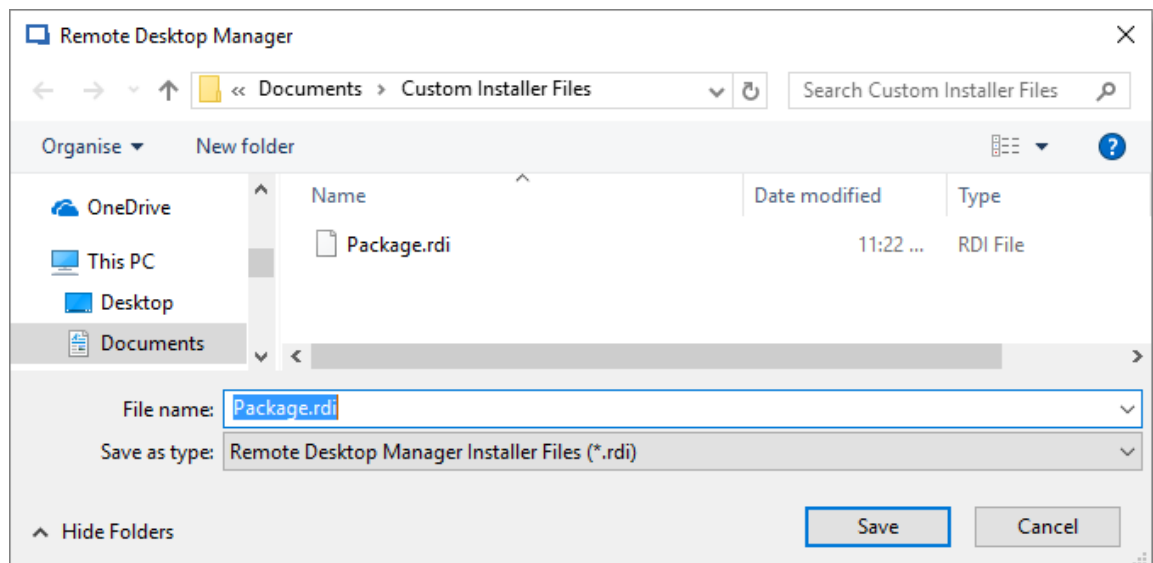 Remote Desktop Manager
« Documents > Custom Installer Files
Search Custom Installer Files
Organise
New folder
?
Name
Date modified
Type
OneDrive
This PC
Desktop
Documents
Package.rdi
11:22 ...
RDI File
File name:
Package.rdi
Save as type:
Remote Desktop Manager Installer Files (*.rdi)
Hide Folders
Save
Cancel